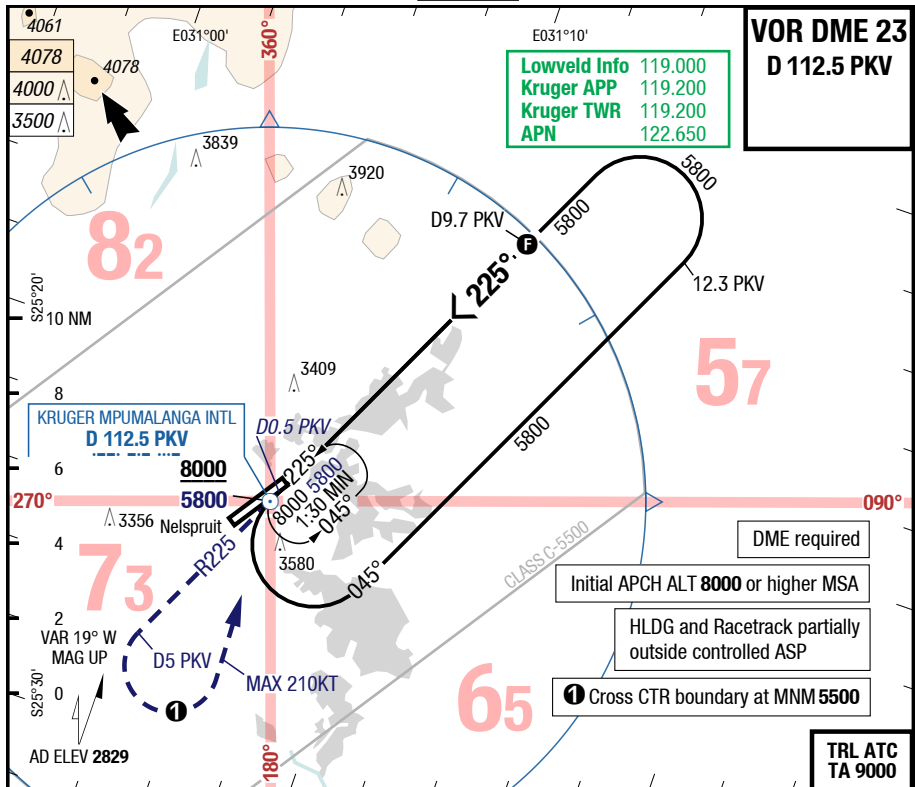 4061
4078
4000
3500
4078
E031°00'
360°
E031°10'
Lowveld Info 119.000
Kruger APP 119.200
Kruger TWR 119.200
APN 122.650
VOR DME 23
D 112.5 PKV
3839
3920
82
5800
5800
D9.7 PKV
F
225°
12.3 PKV
S25°20'
10 NM
8
6
4
2
0
3409
57
5800
KRUGER MPUMALANGA INTL
D 112.5 PKV
D0.5 PKV
8000
5800
225°
8000 5800
1:30 MIN
045°
270°
090°
Nelspruit
3356
3580
73
R225
045°
CLASS C-5500
DME required
Initial APCH ALT 8000 or higher MSA
HLDG and Racetrack partially
outside controlled ASP
1 Cross CTR boundary at MNM 5500
VAR 19° W
MAG UP
D5 PKV
MAX 210KT
1
S25°30'
65
AD ELEV 2829
180°
TRL ATC
TA 9000